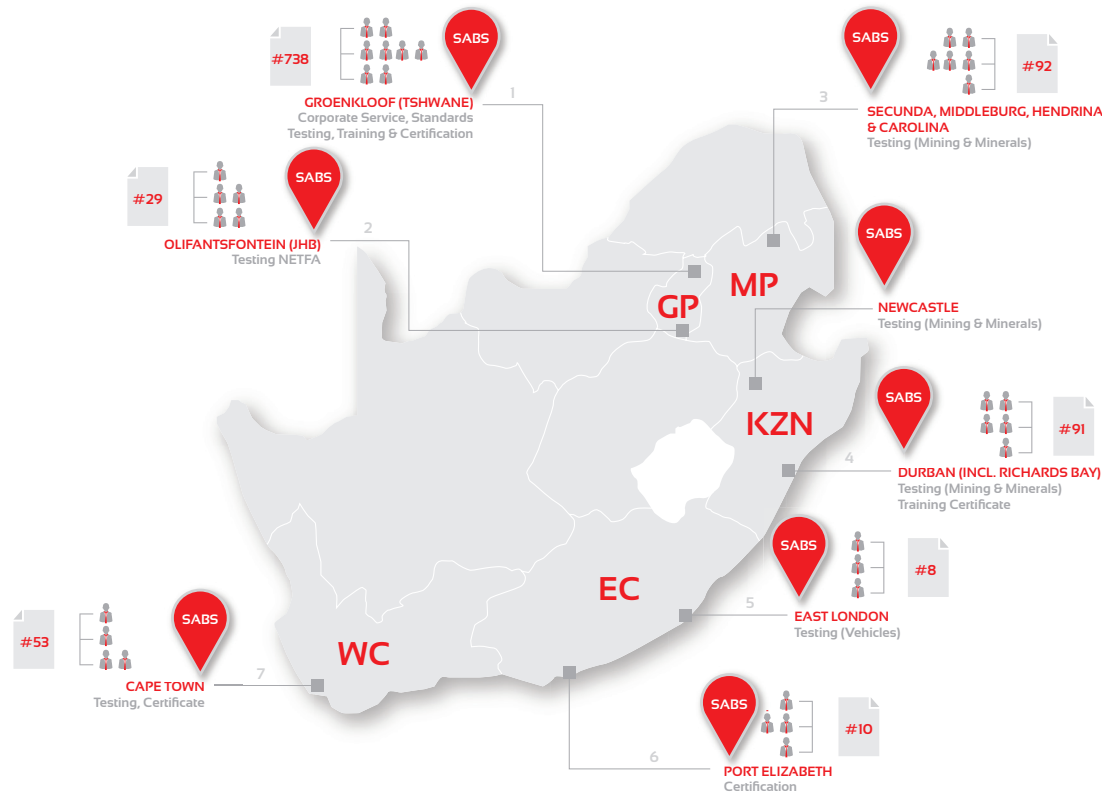 #738
SABS
1
GROENKLOOF (TSHWANE)
Corporate Service, Standards
Testing, Training & Certification
SABS
#92
3
SECUNDA, MIDDLEBURG, HENDRINA
& CAROLINA
Testing (Mining & Minerals)
#29
SABS
2
OLIFANTSFONTEIN (JHB)
Testing NETFA
SABS
NEWCASTLE
Testing (Mining & Minerals)
GP
MP
KZN
EC
WC
SABS
#91
4
DURBAN (INCL. RICHARDS BAY)
Testing (Mining & Minerals)
Training Certificate
SABS
#8
5
EAST LONDON
Testing (Vehicles)
#53
SABS
7
CAPE TOWN
Testing, Certificate
SABS
#10
6
PORT ELIZABETH
Certification